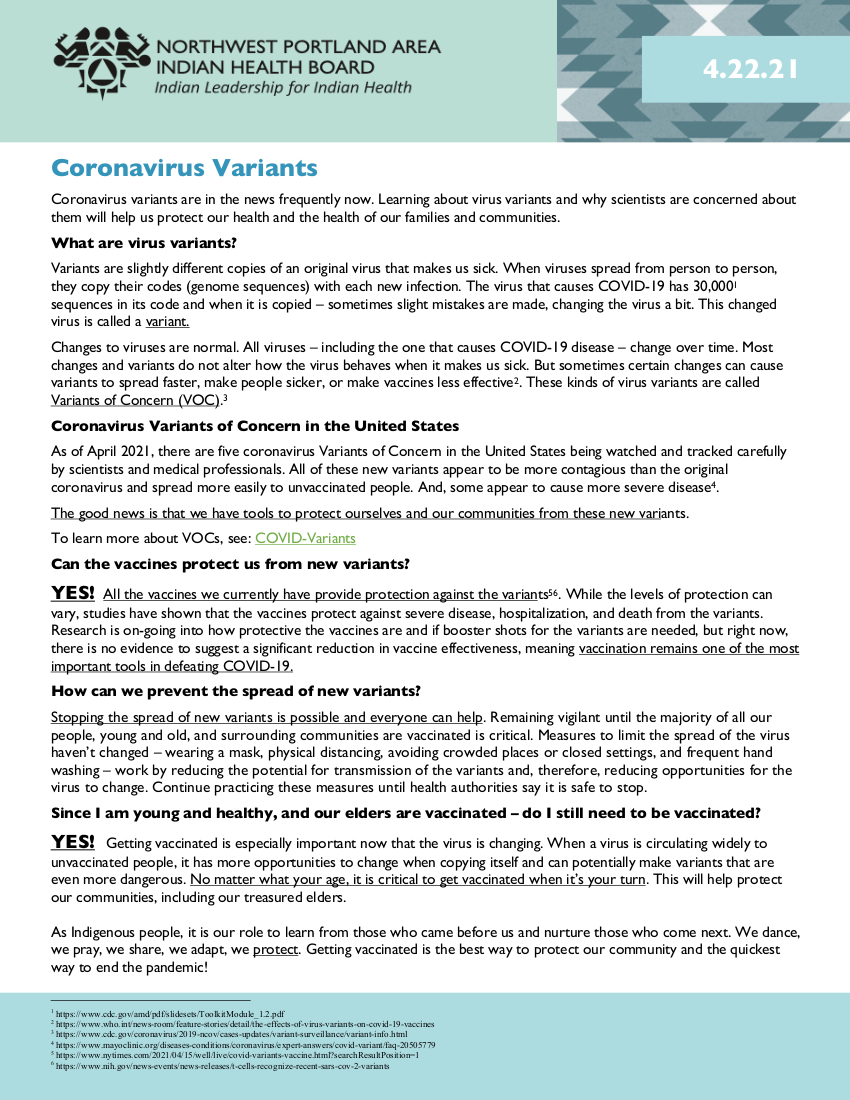 NORTHWEST PORTLAND AREA
INDIAN HEALTH BOARD
Indian Leadership for Indian Health
4.22.21
Coronavirus Variants
Coronavirus variants are in the news frequently now. Learning about virus variants and why scientists are concerned about
them will help us protect our health and the health of our families and communities.
What are virus variants?
Variants are slightly different copies of an original virus that makes us sick. When viruses spread from person to person,
they copy their codes (genome sequences) with each new infection. The virus that causes COVID-19 has 30,000¹
sequences in its code and when it is copied – sometimes slight mistakes are made, changing the virus a bit. This changed
virus is called a variant.
Changes to viruses are normal. All viruses – including the one that causes COVID-19 disease – change over time. Most
changes and variants do not alter how the virus behaves when it makes us sick. But sometimes certain changes can cause
variants to spread faster, make people sicker, or make vaccines less effective². These kinds of virus variants are called
Variants of Concern (VOC).³
Coronavirus Variants of Concern in the United States
As of April 2021, there are five coronavirus Variants of Concern in the United States being watched and tracked carefully
by scientists and medical professionals. All of these new variants appear to be more contagious than the original
coronavirus and spread more easily to unvaccinated people. And, some appear to cause more severe disease⁴.
The good news is that we have tools to protect ourselves and our communities from these new variants.
To learn more about VOCs, see: COVID-Variants
Can the vaccines protect us from new variants?
YES! All the vaccines we currently have provide protection against the variants⁵⁶. While the levels of protection can
vary, studies have shown that the vaccines protect against severe disease, hospitalization, and death from the variants.
Research is on-going into how protective the vaccines are and if booster shots for the variants are needed, but right now,
there is no evidence to suggest a significant reduction in vaccine effectiveness, meaning vaccination remains one of the most
important tools in defeating COVID-19.
How can we prevent the spread of new variants?
Stopping the spread of new variants is possible and everyone can help. Remaining vigilant until the majority of all our
people, young and old, and surrounding communities are vaccinated is critical. Measures to limit the spread of the virus
haven't changed – wearing a mask, physical distancing, avoiding crowded places or closed settings, and frequent hand
washing – work by reducing the potential for transmission of the variants and, therefore, reducing opportunities for the
virus to change. Continue practicing these measures until health authorities say it is safe to stop.
Since I am young and healthy, and our elders are vaccinated – do I still need to be vaccinated?
YES! Getting vaccinated is especially important now that the virus is changing. When a virus is circulating widely to
unvaccinated people, it has more opportunities to change when copying itself and can potentially make variants that are
even more dangerous. No matter what your age, it is critical to get vaccinated when it's your turn. This will help protect
our communities, including our treasured elders.
As Indigenous people, it is our role to learn from those who came before us and nurture those who come next. We dance,
we pray, we share, we adapt, we protect. Getting vaccinated is the best way to protect our community and the quickest
way to end the pandemic!
¹ https://www.cdc.gov/amd/pdf/slidesets/ToolkitModule_1.2.pdf
² https://www.who.int/news-room/feature-stories/detail/the-effects-of-virus-variants-on-covid-19-vaccines
³ https://www.cdc.gov/coronavirus/2019-ncov/cases-updates/variant-surveillance/variant-info.html
⁴ https://www.mayoclinic.org/diseases-conditions/coronavirus/expert-answers/covid-variant/faq-20505779
⁵ https://www.nytimes.com/2021/04/15/well/live/covid-variants-vaccine.html?searchResultPosition=1
⁶ https://www.nih.gov/news-events/news-releases/t-cells-recognize-recent-sars-cov-2-variants